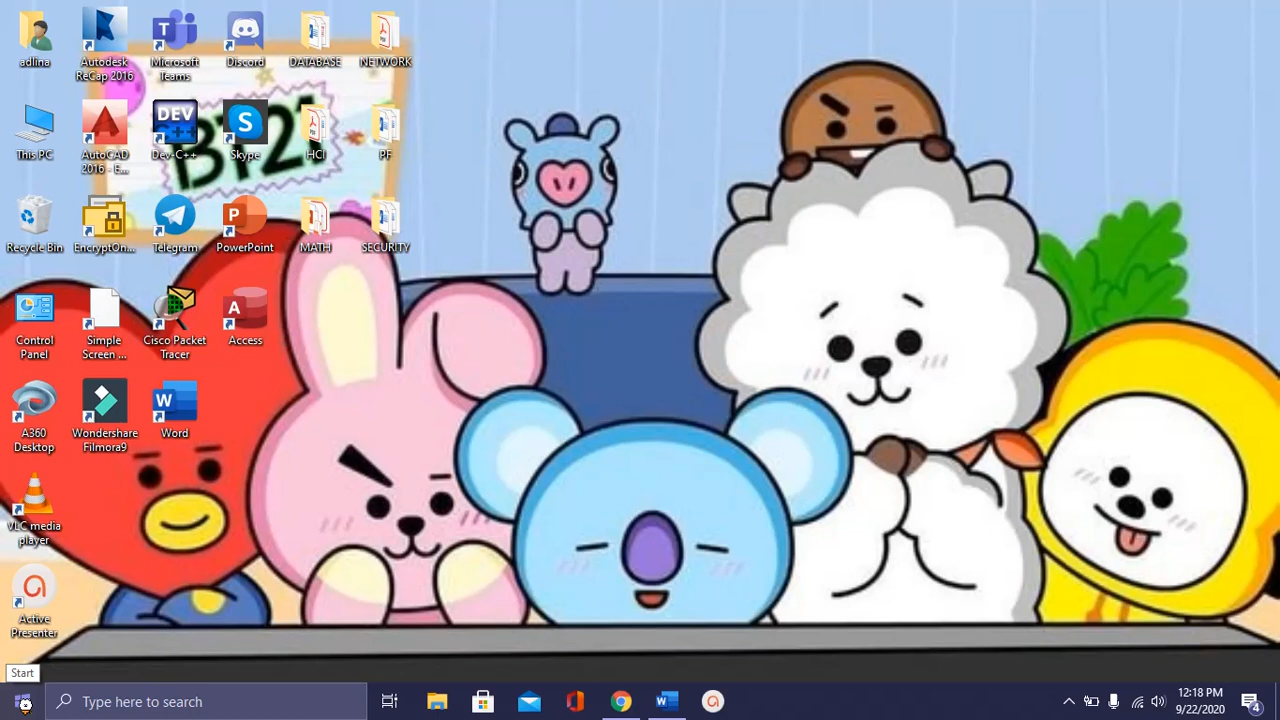 adlina
Autodesk
ReCap 2016
Microsoft
Teams
Discord
DATABASE
NETWORK
This PC
AutoCAD
2016 - E...
DEV
C++
Dev-C++
Skype
HCI
PF
BT21
Recycle Bin
EncryptOn...
Telegram
PowerPoint
MATH
SECURITY
Control
Panel
Simple
Screen ...
Cisco Packet
Tracer
Access
A360
Desktop
Wondershare
Filmora9
Word
VLC media
player
Active
Presenter
Start
Type here to search
12:18 PM
9/22/2020
4